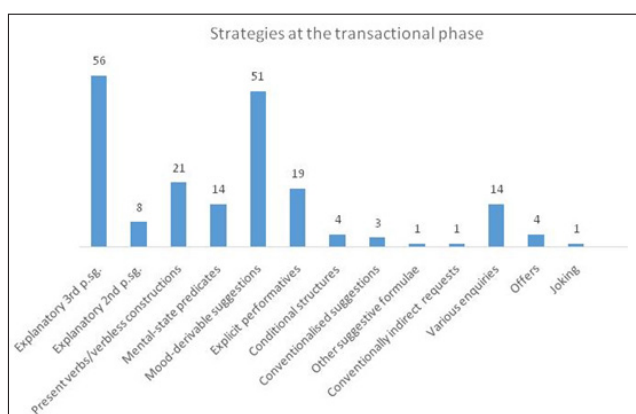 Strategies at the transactional phase
56
8
21
14
51
19
4
3
1
1
14
4
1
Explanatory 3rd p.sg.
Explanatory 2nd p.sg.
Present verbs/verbless constructions
Mental-state predicates
Mood-derivable suggestions
Explicit performatives
Conditional structures
Conventionalised suggestions
Other suggestive formulae
Conventionally indirect requests
Various enquiries
Offers
Joking